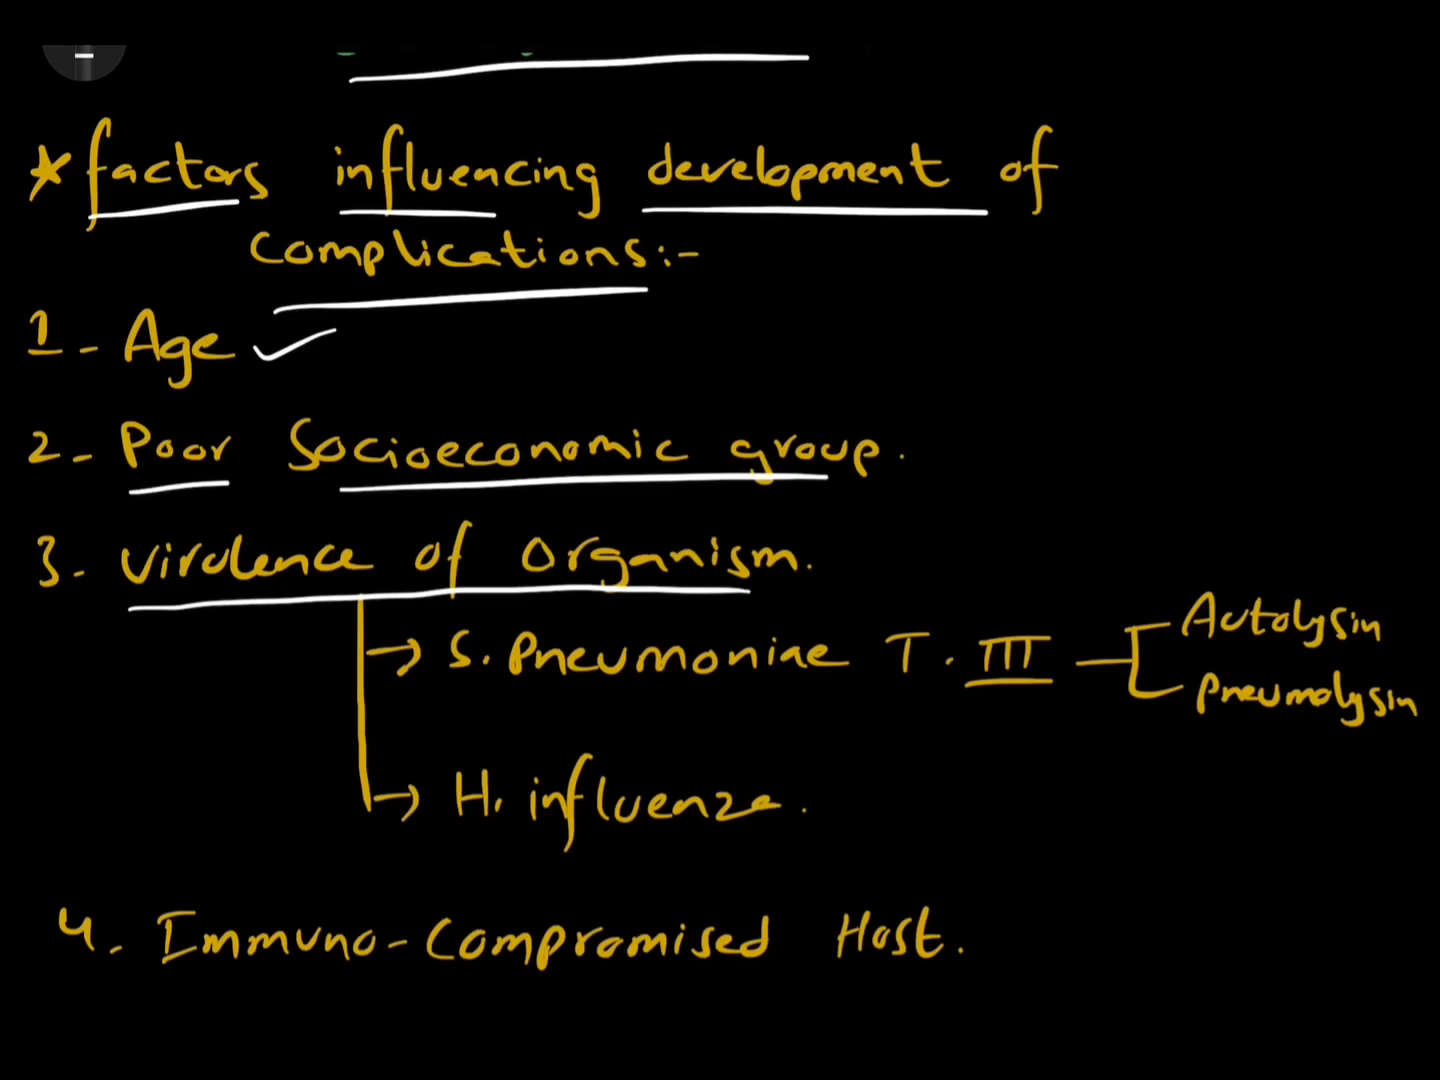 * factors influencing development of
complications:-
1- Age ✓
2- Poor Socioeconomic group.
3- virulence of Organism.
→ S. Pneumoniae T. III
Autolysin
Pneumolysin
→ H. influenza.
4. Immuno-Compromised Host.